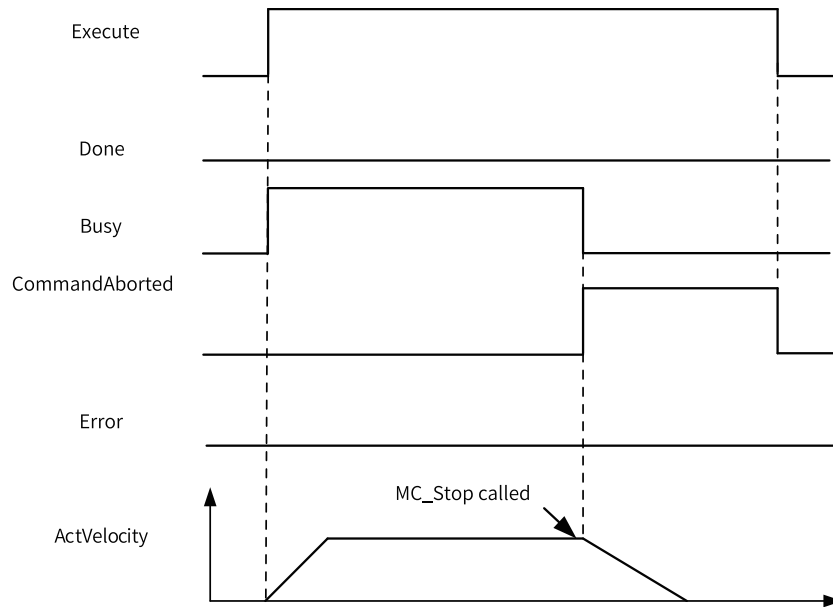 Execute
Done
Busy
CommandAborted
Error
MC_Stop called
ActVelocity